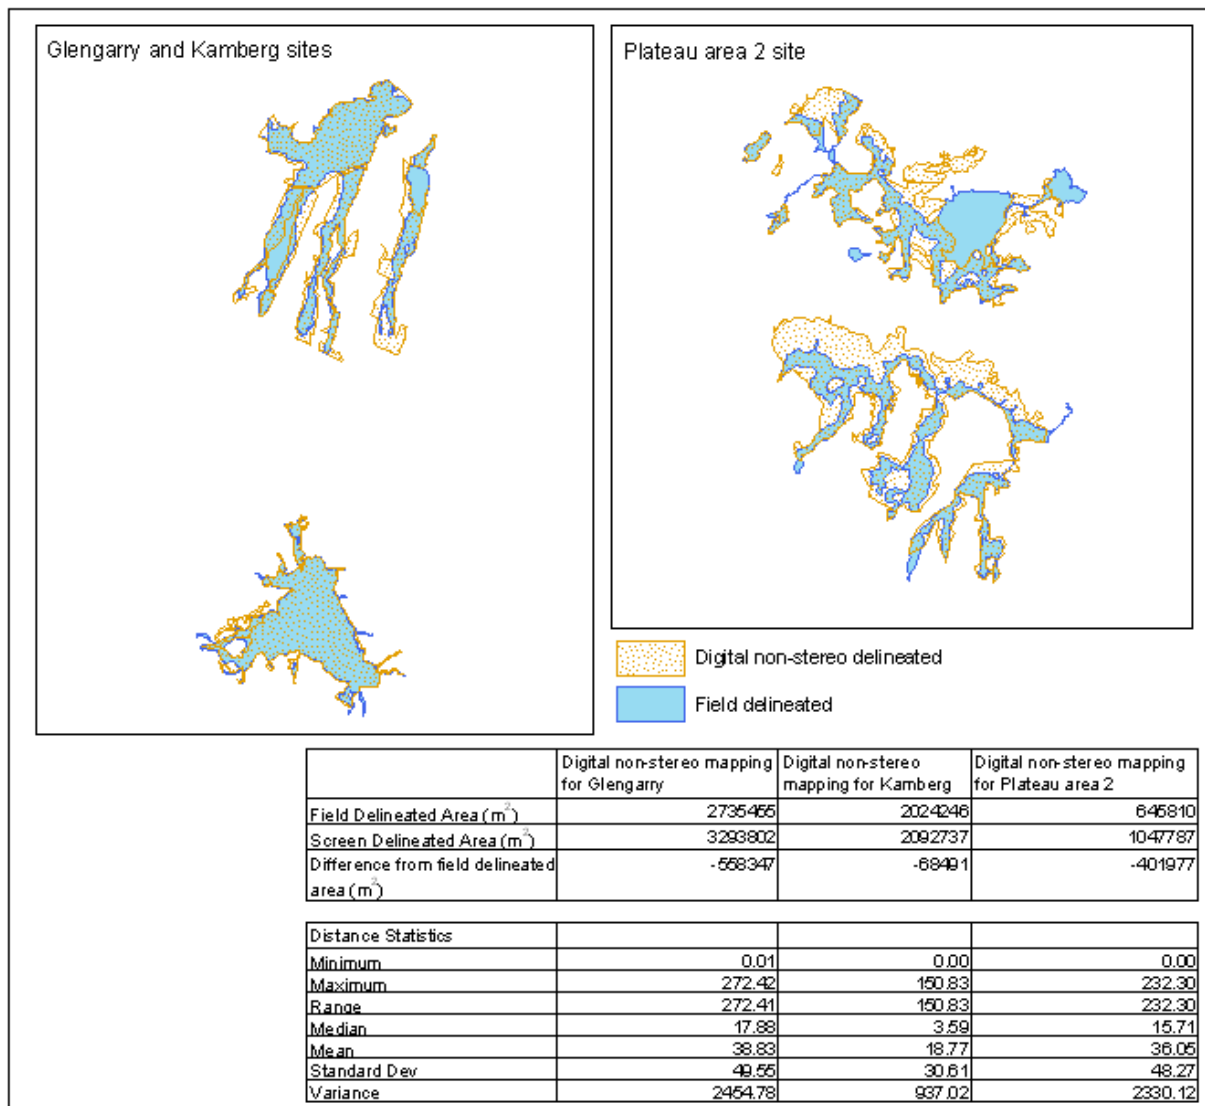 Glengarry and Kamberg sites
Plateau area 2 site
Digital non-stereo delineated
Field delineated
Digital non-stereo mapping for Glengarry	Digital non-stereo mapping for Kamberg	Digital non-stereo mapping for Plateau area 2
Field Delineated Area (m²)	2735455	2024246	645810
Screen Delineated Area (m²)	3293802	2092737	1047787
Difference from field delineated area (m²)	-558347	-68491	-401977
Distance Statistics
Minimum	0.01	0.00	0.00
Maximum	272.42	150.83	232.30
Range	272.41	150.83	232.30
Median	17.88	3.59	15.71
Mean	38.83	18.77	36.05
Standard Dev	49.55	30.61	48.27
Variance	2454.78	937.02	2330.12